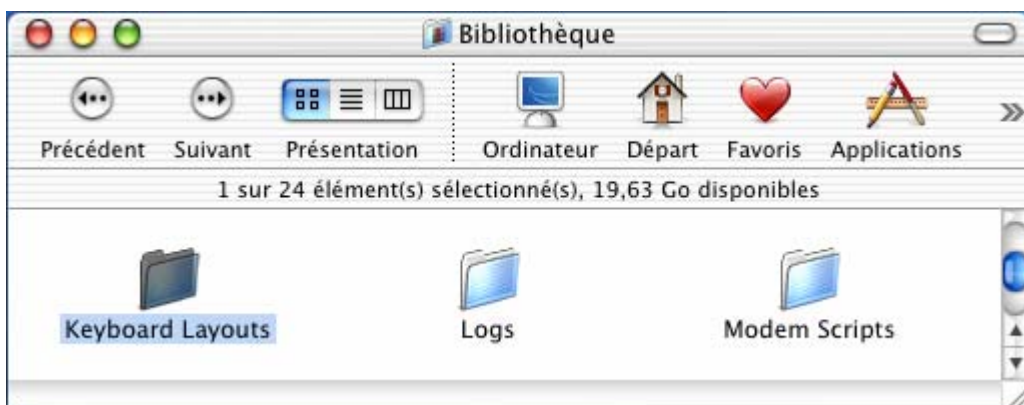 Bibliothèque
Précédent Suivant Présentation Ordinateur Départ Favoris Applications
1 sur 24 élément(s) sélectionné(s), 19,63 Go disponibles
Keyboard Layouts Logs Modem Scripts